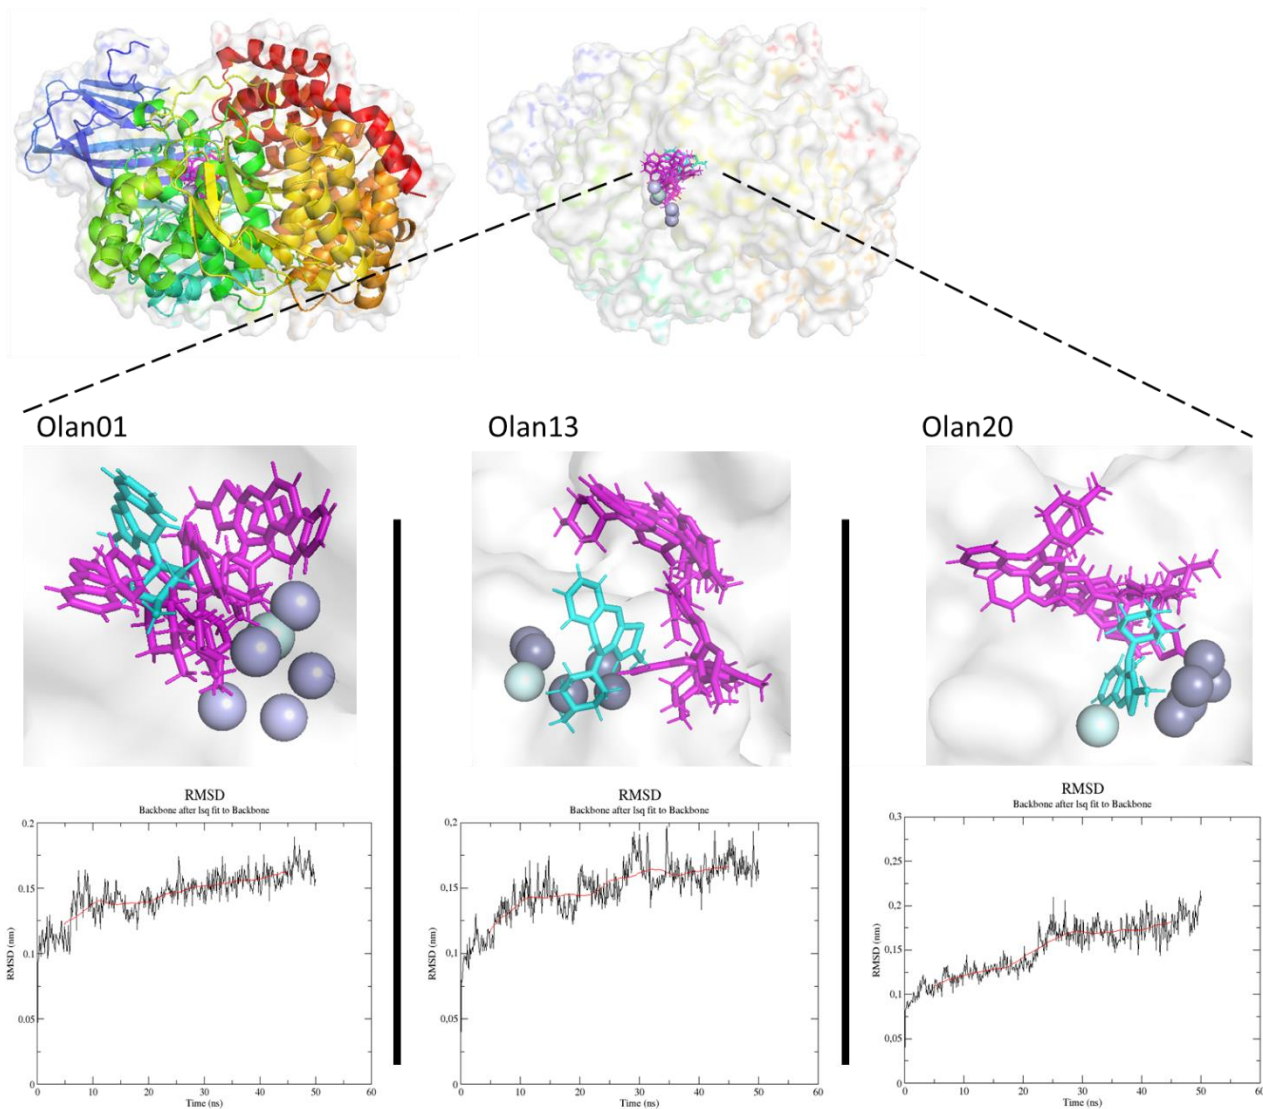 Olan01
Olan13
Olan20
RMSD
Backbone after lsq fit to Backbone
RMSD (nm)
0.2
0.15
0.1
0.05
0
0 10 20 30 40 50 60
Time (ns)
RMSD
Backbone after lsq fit to Backbone
RMSD (nm)
0,2
0,15
0,1
0,05
0
0 10 20 30 40 50 60
Time (ns)
RMSD
Backbone after lsq fit to Backbone
RMSD (nm)
0,3
0,25
0,2
0,15
0,1
0,05
0
0 10 20 30 40 50 60
Time (ns)